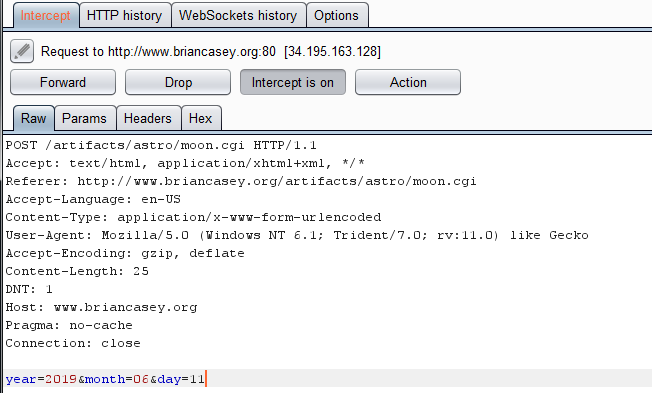 Intercept HTTP history WebSockets history Options
Request to http://www.briancasey.org:80 [34.195.163.128]
Forward Drop Intercept is on Action
Raw Params Headers Hex
POST /artifacts/astro/moon.cgi HTTP/1.1
Accept: text/html, application/xhtml+xml, */*
Referer: http://www.briancasey.org/artifacts/astro/moon.cgi
Accept-Language: en-US
Content-Type: application/x-www-form-urlencoded
User-Agent: Mozilla/5.0 (Windows NT 6.1; Trident/7.0; rv:11.0) like Gecko
Accept-Encoding: gzip, deflate
Content-Length: 25
DNT: 1
Host: www.briancasey.org
Pragma: no-cache
Connection: close
year=2019&month=06&day=11